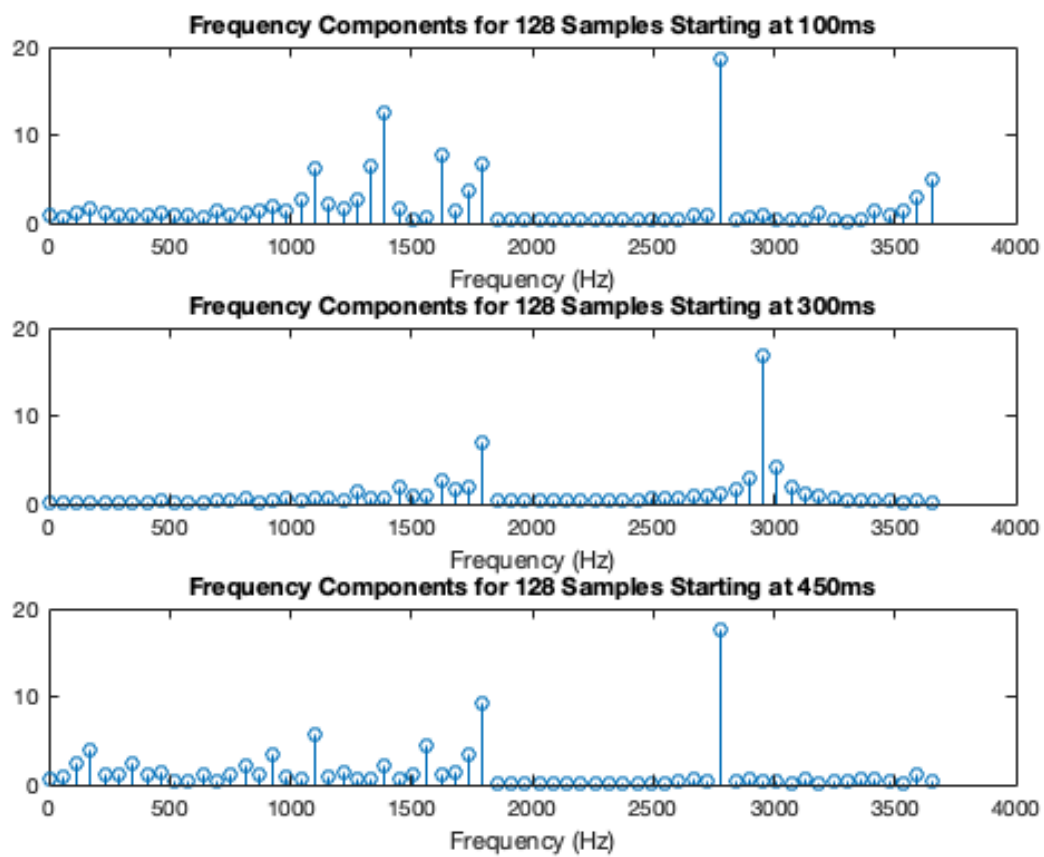 Frequency Components for 128 Samples Starting at 100ms
20
10
0
0 500 1000 1500 2000 2500 3000 3500 4000
Frequency (Hz)
Frequency Components for 128 Samples Starting at 300ms
20
10
0
0 500 1000 1500 2000 2500 3000 3500 4000
Frequency (Hz)
Frequency Components for 128 Samples Starting at 450ms
20
10
0
0 500 1000 1500 2000 2500 3000 3500 4000
Frequency (Hz)